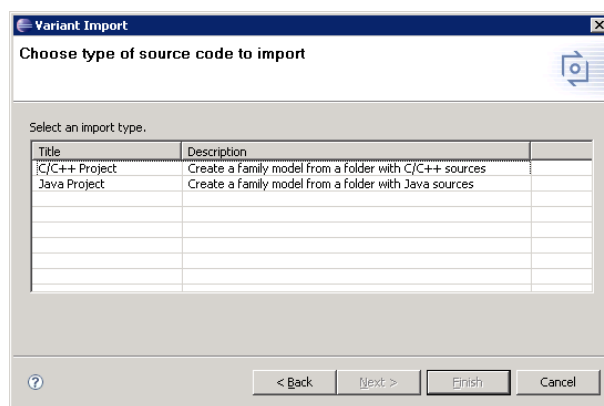 Variant Import
Choose type of source code to import
Select an import type.
Title Description
C/C++ Project Create a family model from a folder with C/C++ sources
Java Project Create a family model from a folder with Java sources
? < Back Next > Finish Cancel